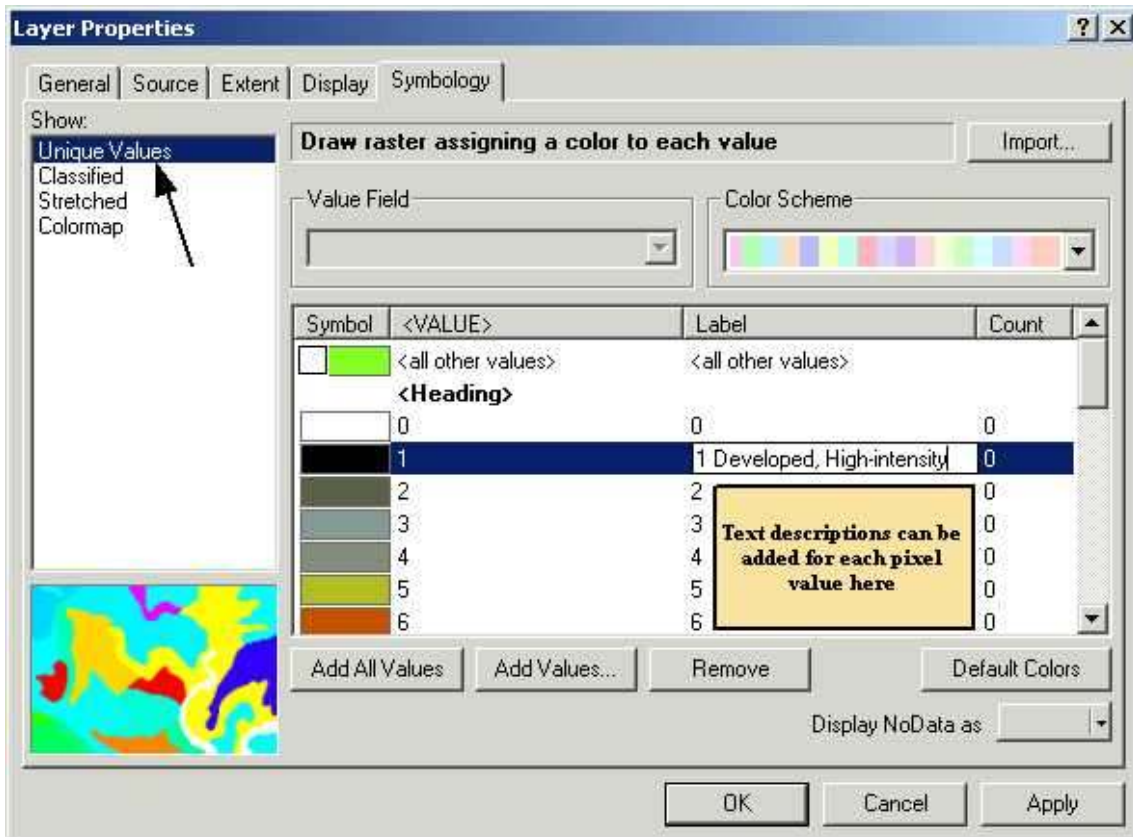 Layer Properties
General Source Extent Display Symbology
Show:
Unique Values
Classified
Stretched
Colormap
Draw raster assigning a color to each value
Import...
Value Field
Color Scheme
Symbol <VALUE> Label Count
<all other values> <all other values>
<Heading>
0 0 0
1 1 Developed, High-intensity 0
2 2 0
3 3 0
4 4 0
5 5 0
6 6 0
Text descriptions can be
added for each pixel
value here
Add All Values Add Values... Remove Default Colors
Display NoData as
OK Cancel Apply